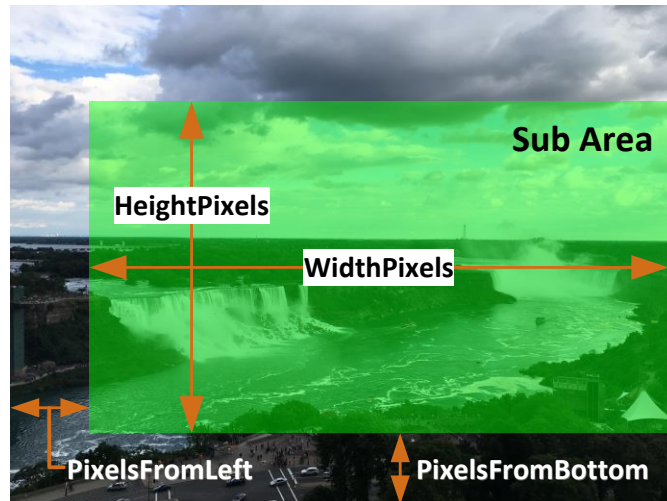 Sub Area
HeightPixels
WidthPixels
PixelsFromLeft
PixelsFromBottom